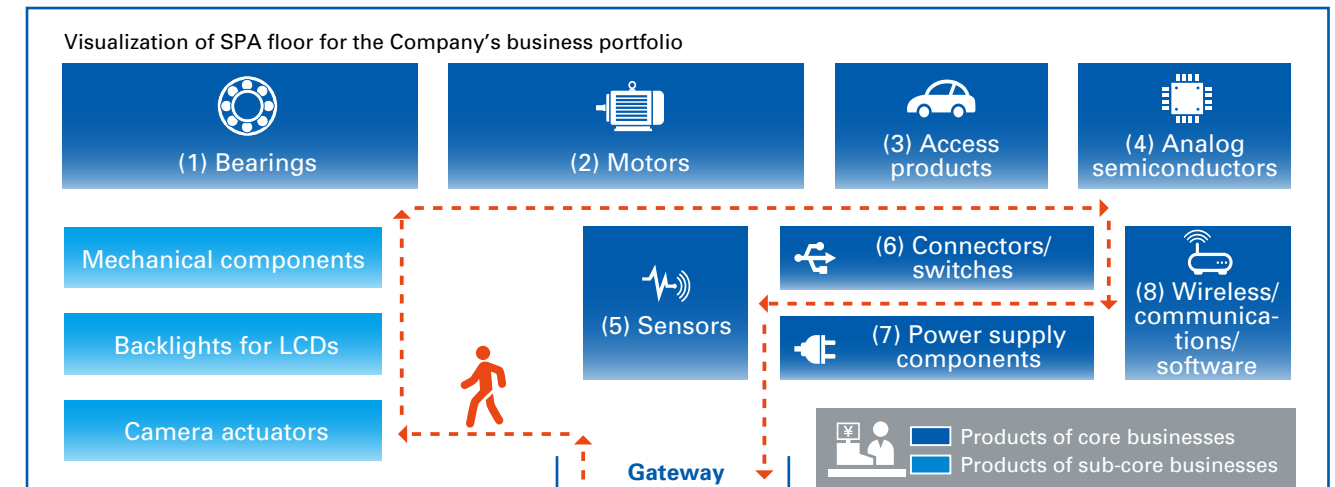 Visualization of SPA floor for the Company's business portfolio
(1) Bearings
(2) Motors
(3) Access
products
(4) Analog
semiconductors
Mechanical components
Backlights for LCDs
Camera actuators
(5) Sensors
(6) Connectors/
switches
(7) Power supply
components
(8) Wireless/
communica-
tions/
software
Gateway
¥
Products of core businesses
Products of sub-core businesses